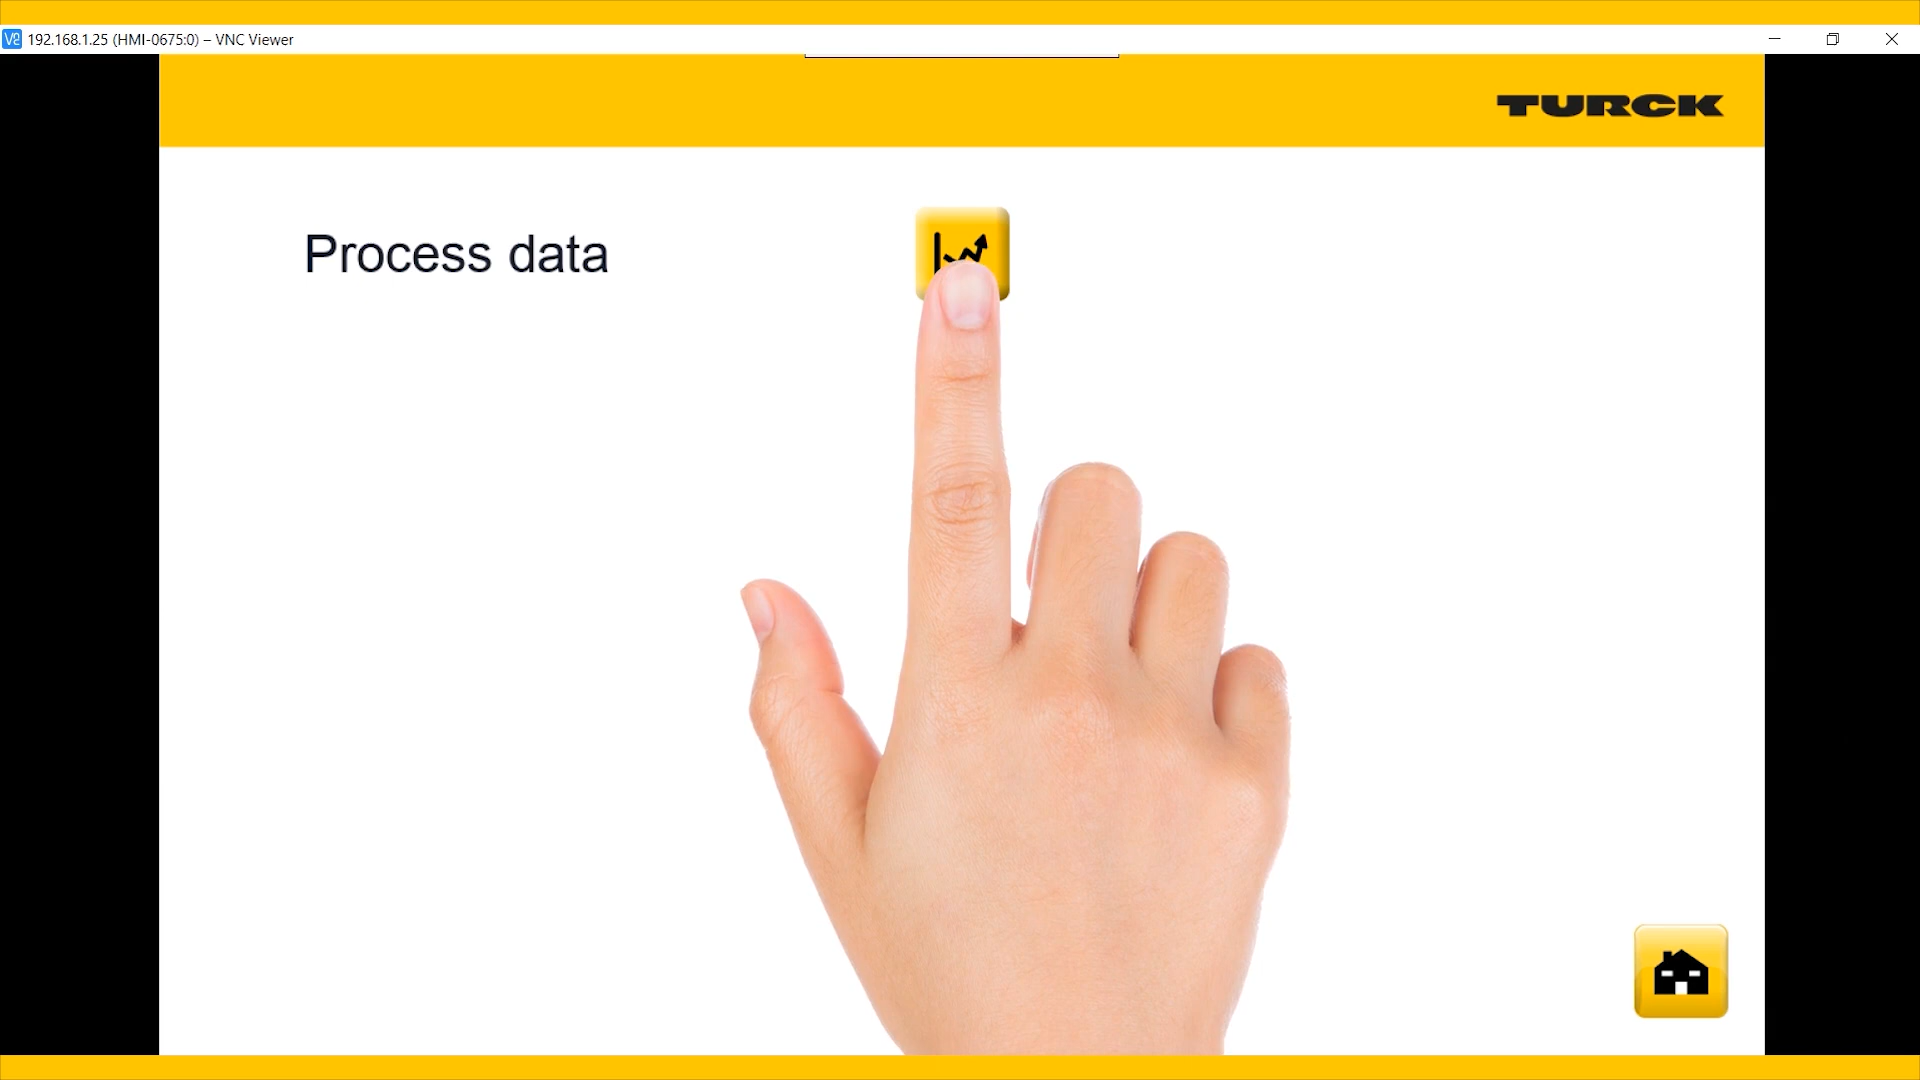 192.168.1.25 (HMI-0675:0) – VNC Viewer
TURCK
Process data